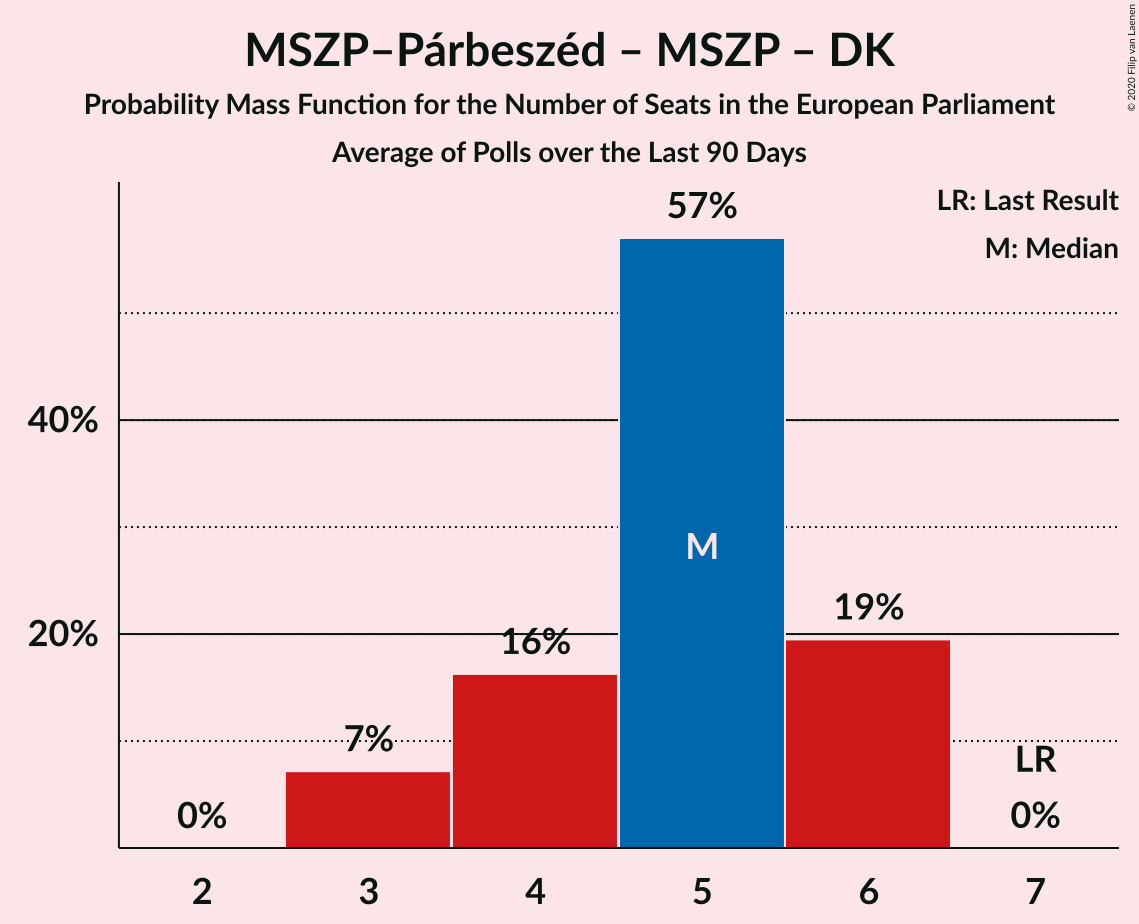 MSZP–Párbeszéd – MSZP – DK
Probability Mass Function for the Number of Seats in the European Parliament
Average of Polls over the Last 90 Days
© 2020 Filip van Laenen
LR: Last Result
M: Median
57%
40%
M
20%
19%
16%
7%
LR
0%
0%
2 3 4 5 6 7